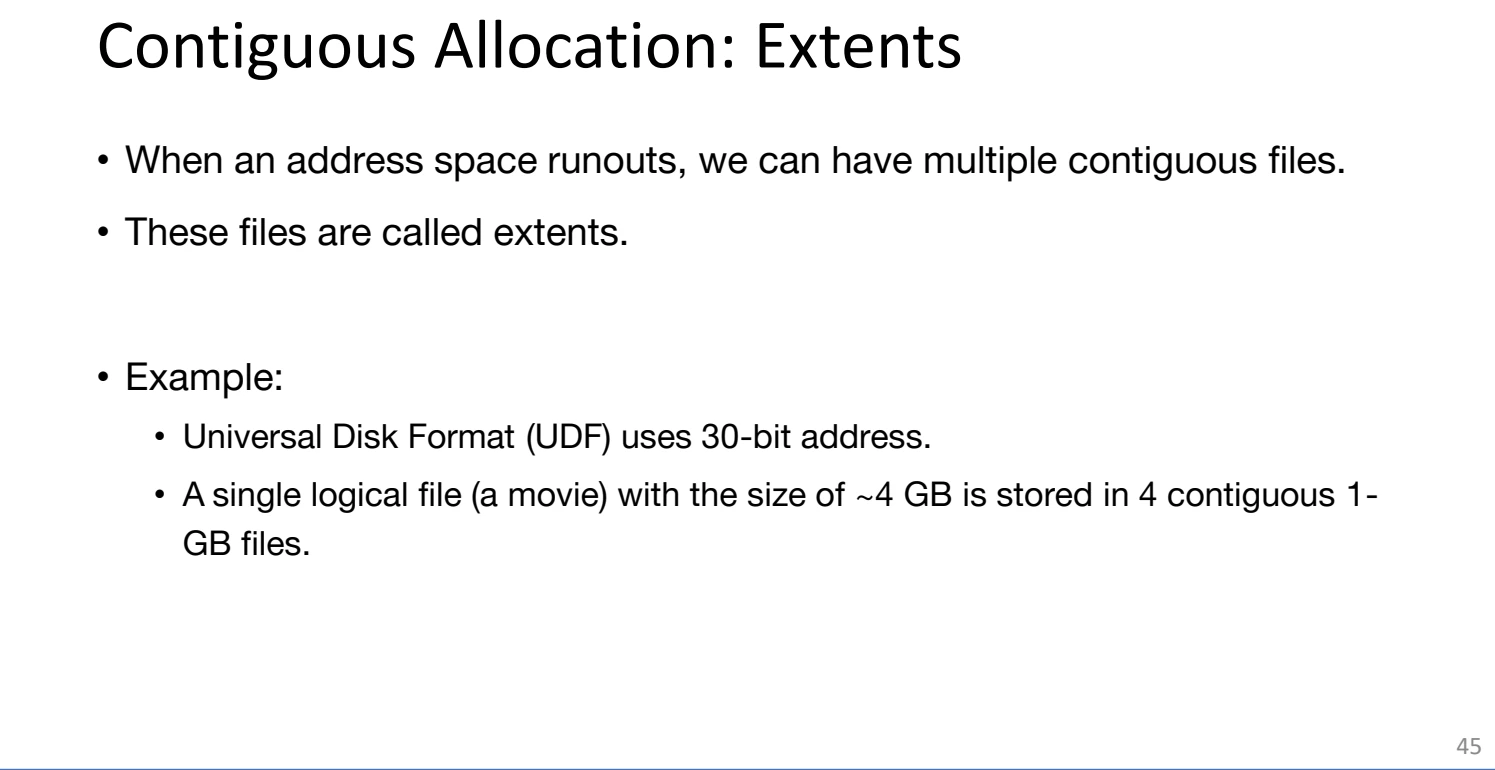 Contiguous Allocation: Extents
• When an address space runouts, we can have multiple contiguous files.
• These files are called extents.
• Example:
• Universal Disk Format (UDF) uses 30-bit address.
• A single logical file (a movie) with the size of ~4 GB is stored in 4 contiguous 1-
GB files.
45